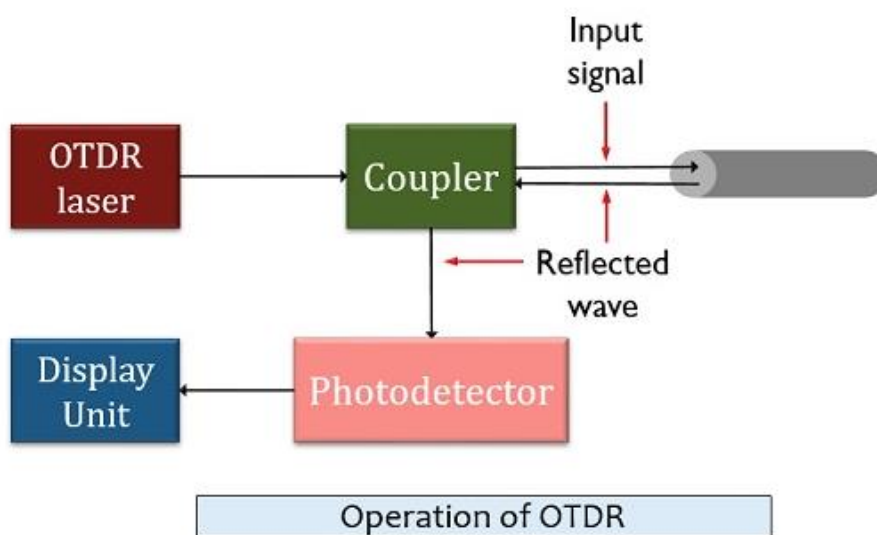 Input
signal
OTDR
laser
Coupler
Reflected
wave
Display
Unit
Photodetector
Operation of OTDR